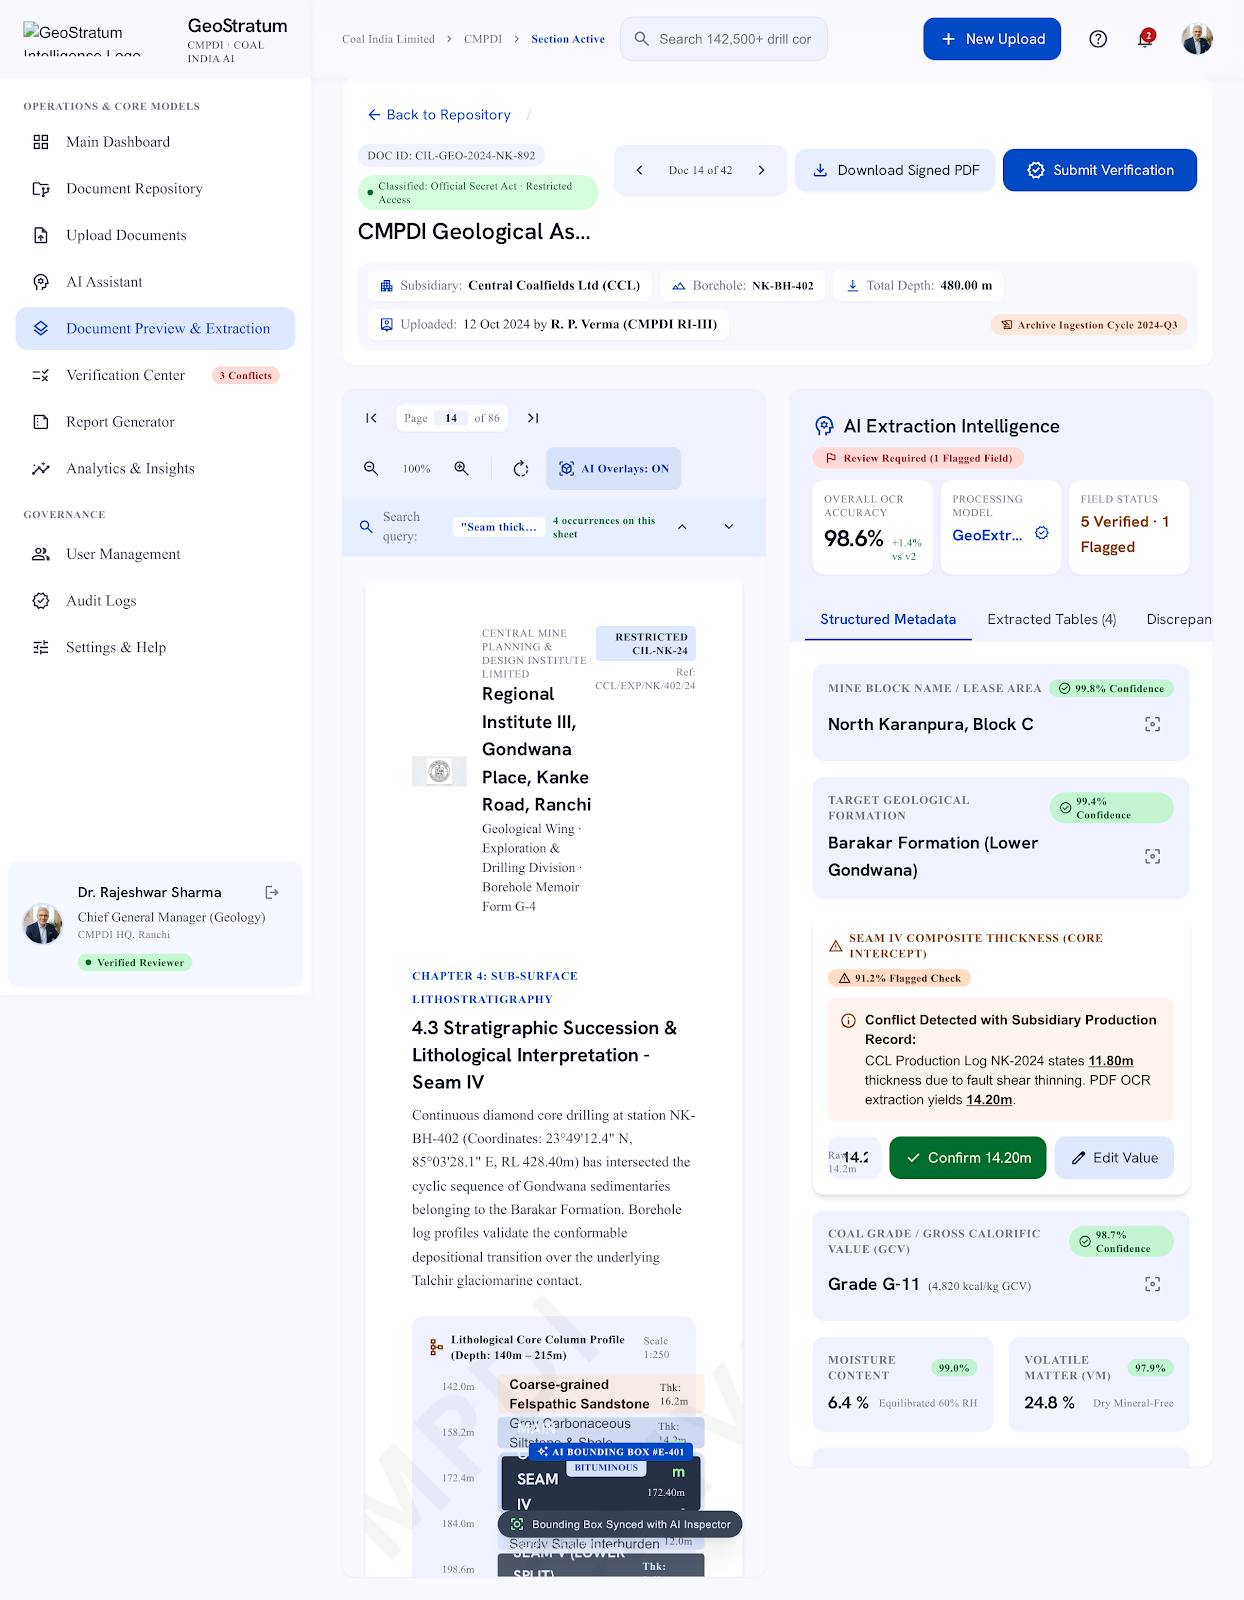 GeoStratum
Intelligence Logo
GeoStratum
CMPDI · COAL
INDIA AI
Coal India Limited
CMPDI
Section Active
Search 142,500+ drill cor
New Upload
2
OPERATIONS & CORE MODELS
Main Dashboard
Document Repository
Upload Documents
AI Assistant
Document Preview & Extraction
Verification Center
3 Conflicts
Report Generator
Analytics & Insights
GOVERNANCE
User Management
Audit Logs
Settings & Help
Dr. Rajeshwar Sharma
Chief General Manager (Geology)
CMPDI HQ, Ranchi
Verified Reviewer
Back to Repository /
DOC ID: CIL-GEO-2024-NK-892
Classified: Official Secret Act · Restricted
Access
CMPDI Geological As...
Doc 14 of 42
Download Signed PDF
Submit Verification
Subsidiary: Central Coalfields Ltd (CCL)
Borehole: NK-BH-402
Total Depth: 480.00 m
Uploaded: 12 Oct 2024 by R. P. Verma (CMPDI RI-III)
Archive Ingestion Cycle 2024-Q3
Page 14 of 86
100%
AI Overlays: ON
Search
query:
"Seam thick...
4 occurrences on this
sheet
CENTRAL MINE
PLANNING &
DESIGN INSTITUTE
LIMITED
Regional
Institute III,
Gondwana
Place, Kanke
Road, Ranchi
Geological Wing ·
Exploration &
Drilling Division ·
Borehole Memoir
Form G-4
RESTRICTED
CIL-NK-24
Ref:
CCL/EXP/NK/402/24
CHAPTER 4: SUB-SURFACE
LITHOSTRATIGRAPHY
4.3 Stratigraphic Succession &
Lithological Interpretation -
Seam IV
Continuous diamond core drilling at station NK-
BH-402 (Coordinates: 23°49'12.4" N,
85°03'28.1" E, RL 428.40m) has intersected the
cyclic sequence of Gondwana sedimentaries
belonging to the Barakar Formation. Borehole
log profiles validate the conformable
depositional transition over the underlying
Talchir glaciomarine contact.
Lithological Core Column Profile
(Depth: 140m – 215m)
Scale
1:250
142.0m
Coarse-grained
Felspathic Sandstone
Thk:
16.2m
158.2m
Grey Carbonaceous
Siltstone & Shale
Thk:
14.2m
MAIN
AI BOUNDING BOX #E-401
BITUMINOUS
172.4m
SEAM
IV
m
172.40m
Bounding Box Synced with AI Inspector
184.0m
Sandy Shale Interburden
12.0m
198.6m
SEAM V (LOWER
SPLIT)
Thk:
AI Extraction Intelligence
Review Required (1 Flagged Field)
OVERALL OCR
ACCURACY
98.6%
+1.4%
vs v2
PROCESSING
MODEL
GeoExtr...
FIELD STATUS
5 Verified · 1
Flagged
Structured Metadata
Extracted Tables (4)
Discrepan
MINE BLOCK NAME / LEASE AREA
99.8% Confidence
North Karanpura, Block C
TARGET GEOLOGICAL
FORMATION
99.4%
Confidence
Barakar Formation (Lower
Gondwana)
SEAM IV COMPOSITE THICKNESS (CORE
INTERCEPT)
91.2% Flagged Check
Conflict Detected with Subsidiary Production
Record:
CCL Production Log NK-2024 states 11.80m
thickness due to fault shear thinning. PDF OCR
extraction yields 14.20m.
14.2m
Confirm 14.20m
Edit Value
COAL GRADE / GROSS CALORIFIC
VALUE (GCV)
98.7%
Confidence
Grade G-11 (4,820 kcal/kg GCV)
MOISTURE
CONTENT
99.0%
6.4 % Equilibrated 60% RH
VOLATILE
MATTER (VM)
97.9%
24.8 % Dry Mineral-Free